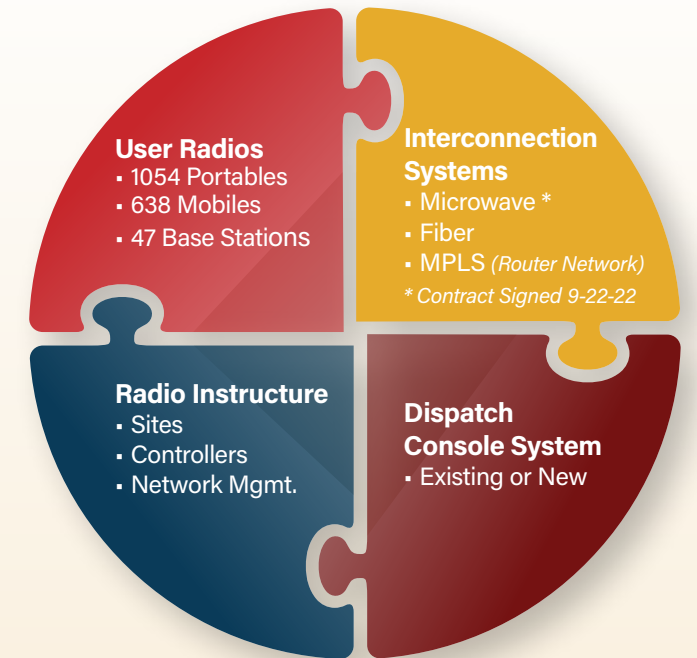 User Radios
▪ 1054 Portables
▪ 638 Mobiles
▪ 47 Base Stations
Interconnection
Systems
▪ Microwave *
▪ Fiber
▪ MPLS (Router Network)
* Contract Signed 9-22-22
Radio Instructure
▪ Sites
▪ Controllers
▪ Network Mgmt.
Dispatch
Console System
▪ Existing or New